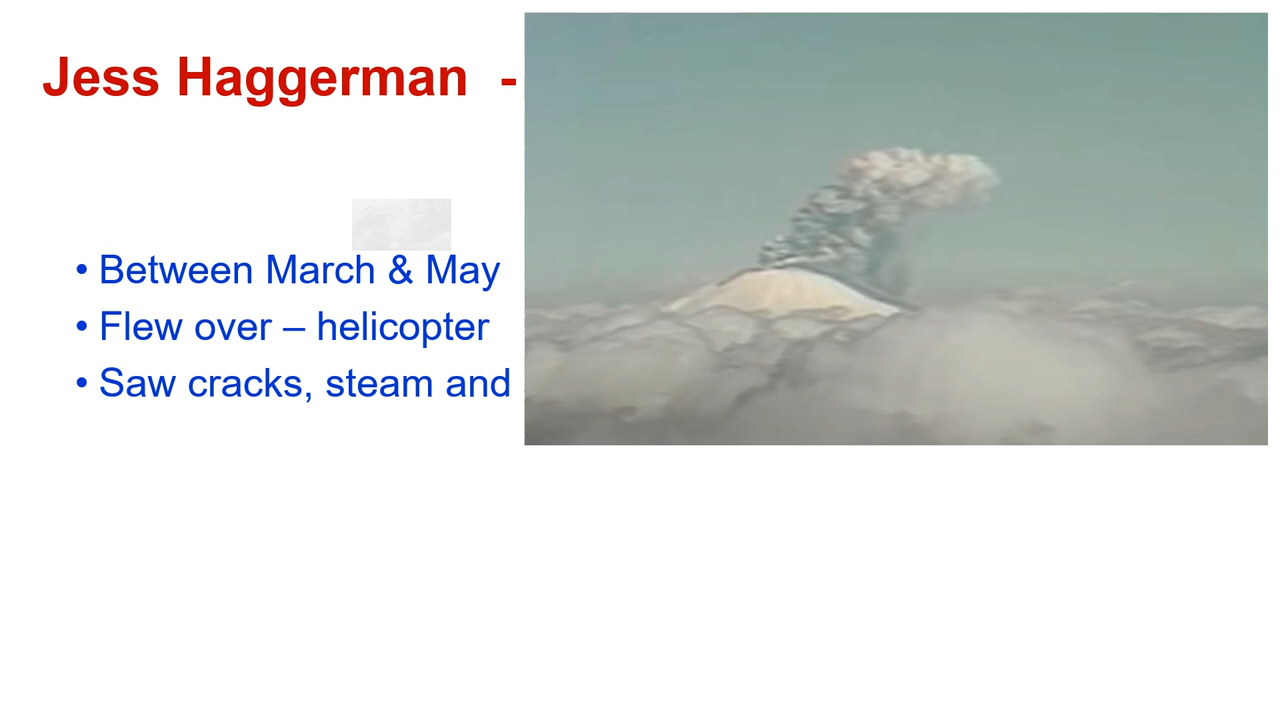 Jess Haggerman -
• Between March & May
• Flew over – helicopter
• Saw cracks, steam and